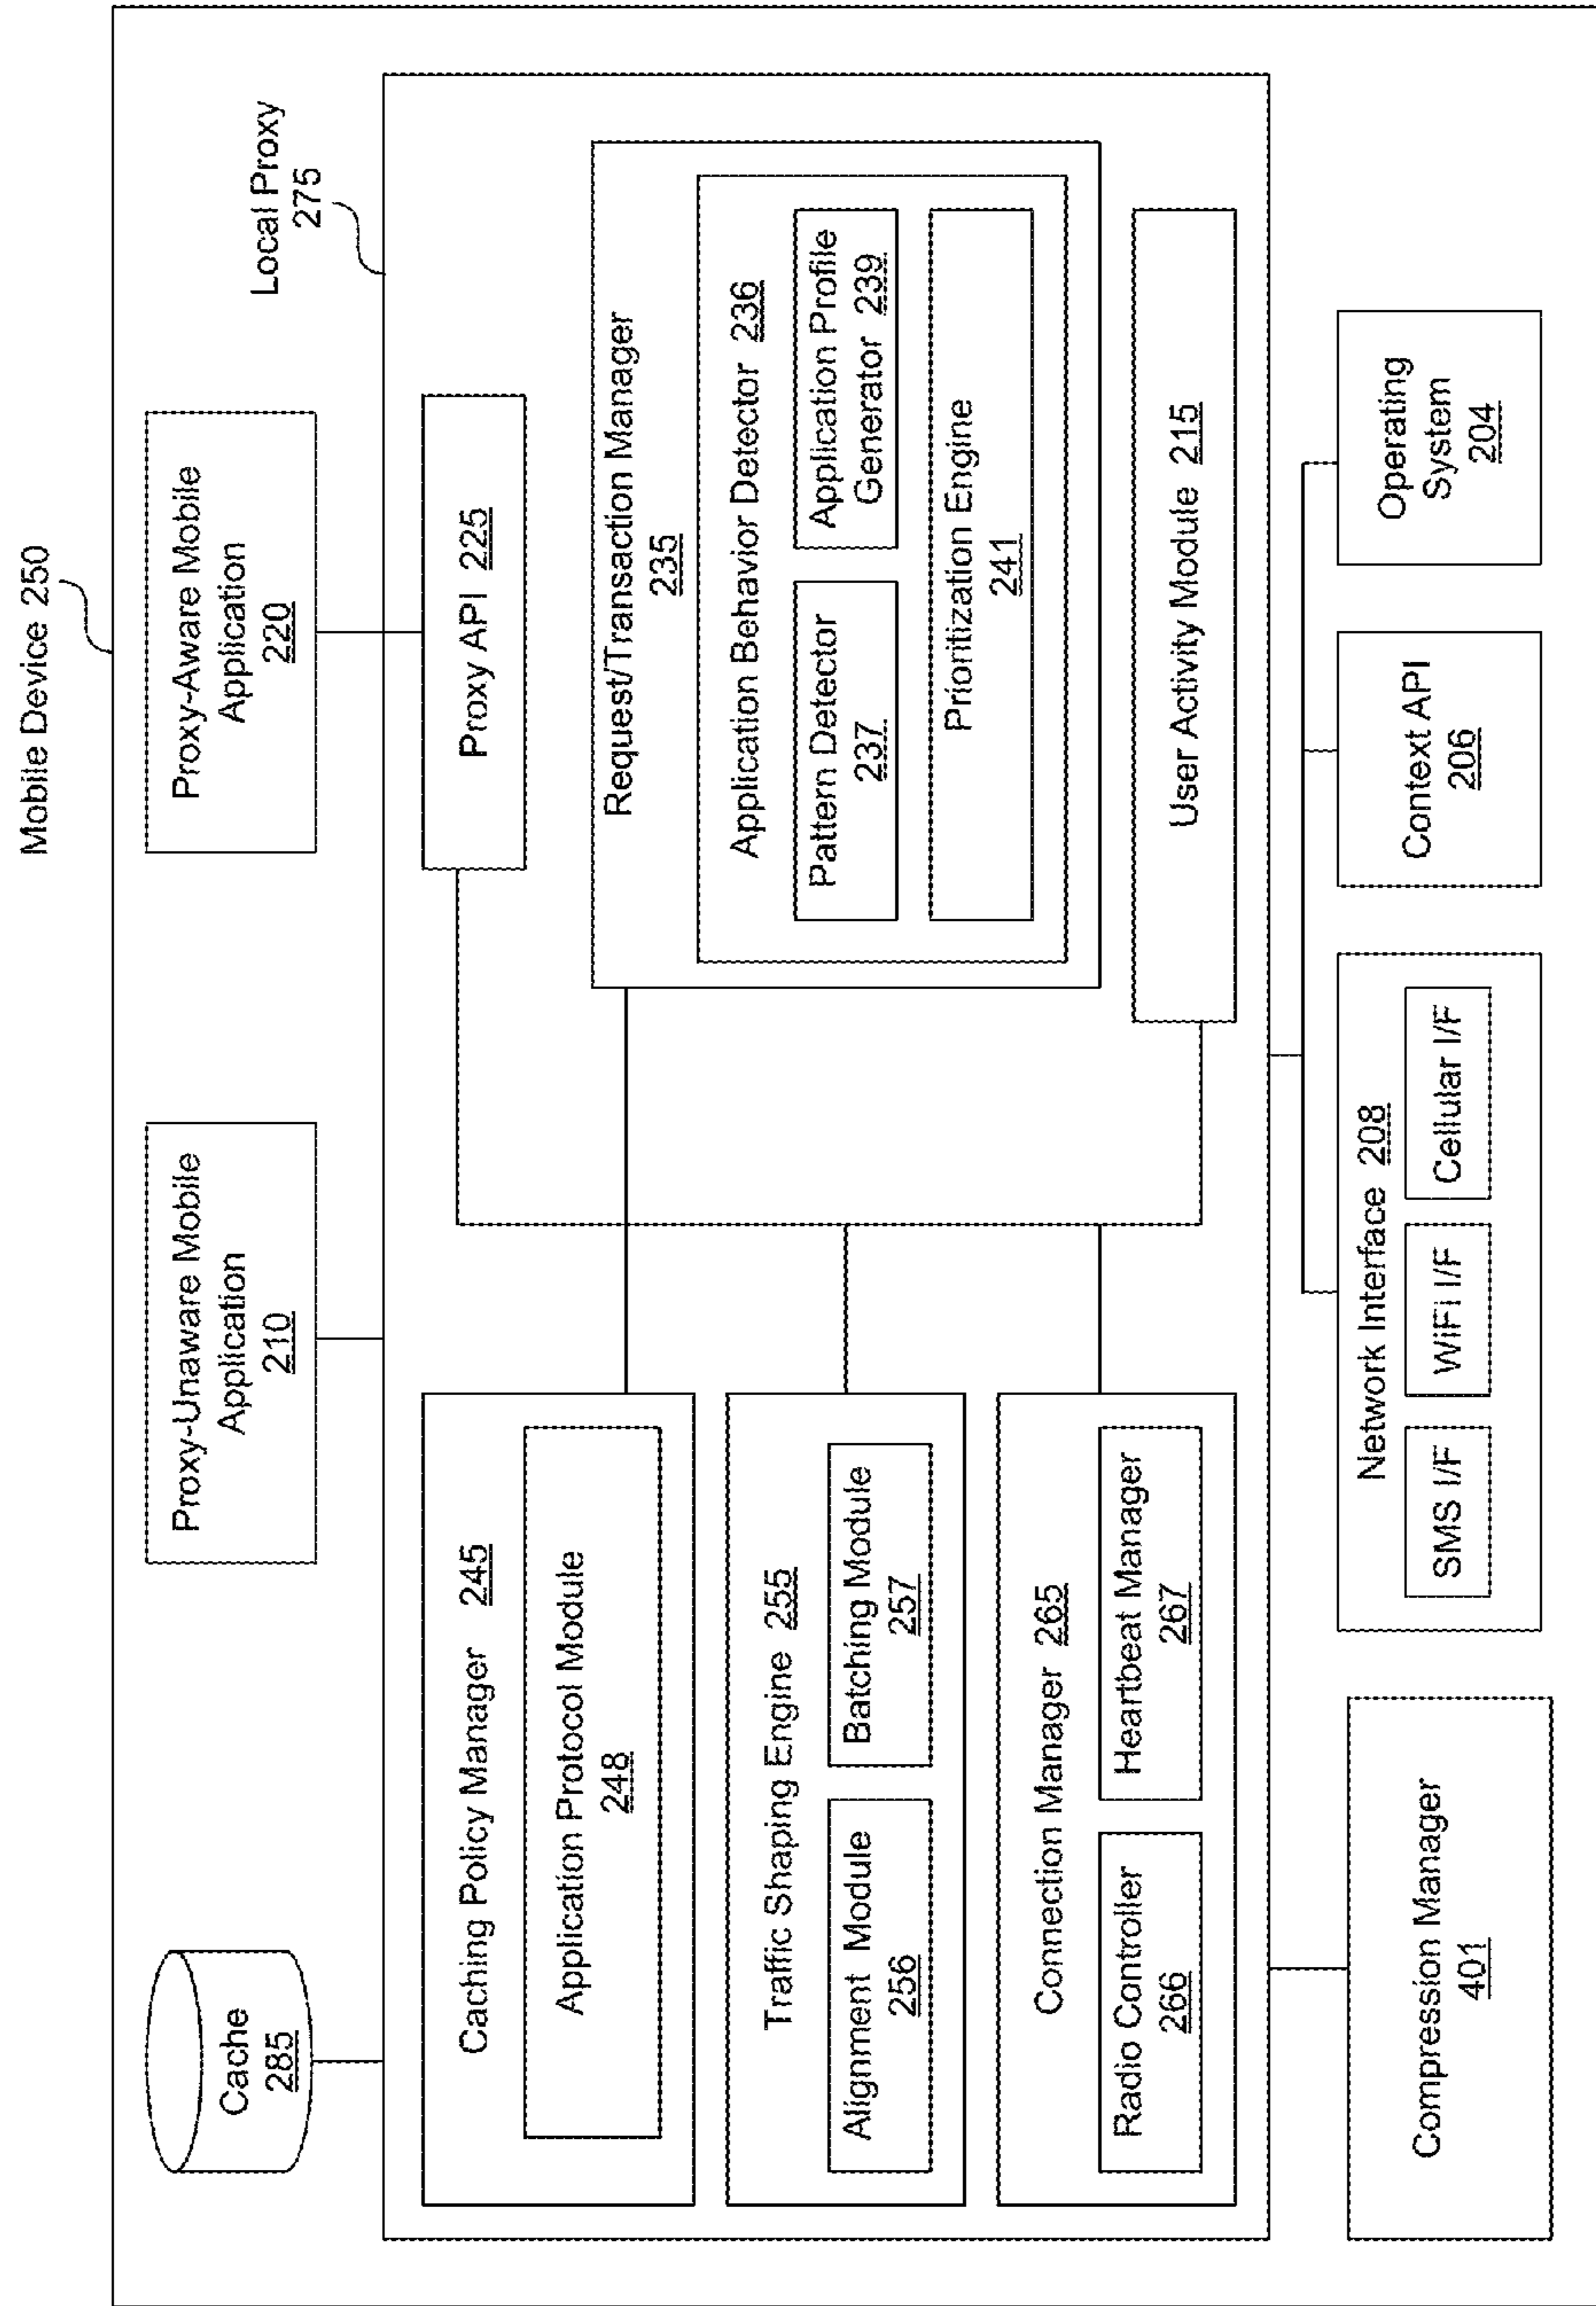 Mobile Device 250
Cache
285
Proxy-Unaware Mobile
Application
210
Proxy-Aware Mobile
Application
220
Local Proxy
275
Caching Policy Manager 245
Application Protocol Module
248
Traffic Shaping Engine 255
Alignment Module
256
Batching Module
257
Connection Manager 265
Radio Controller
266
Heartbeat Manager
267
Proxy API 225
Request/Transaction Manager
235
Application Behavior Detector 236
Pattern Detector
237
Application Profile
Generator 239
Prioritization Engine
241
User Activity Module 215
Compression Manager
401
Network Interface 208
SMS I/F
WiFi I/F
Cellular I/F
Context API
206
Operating
System
204